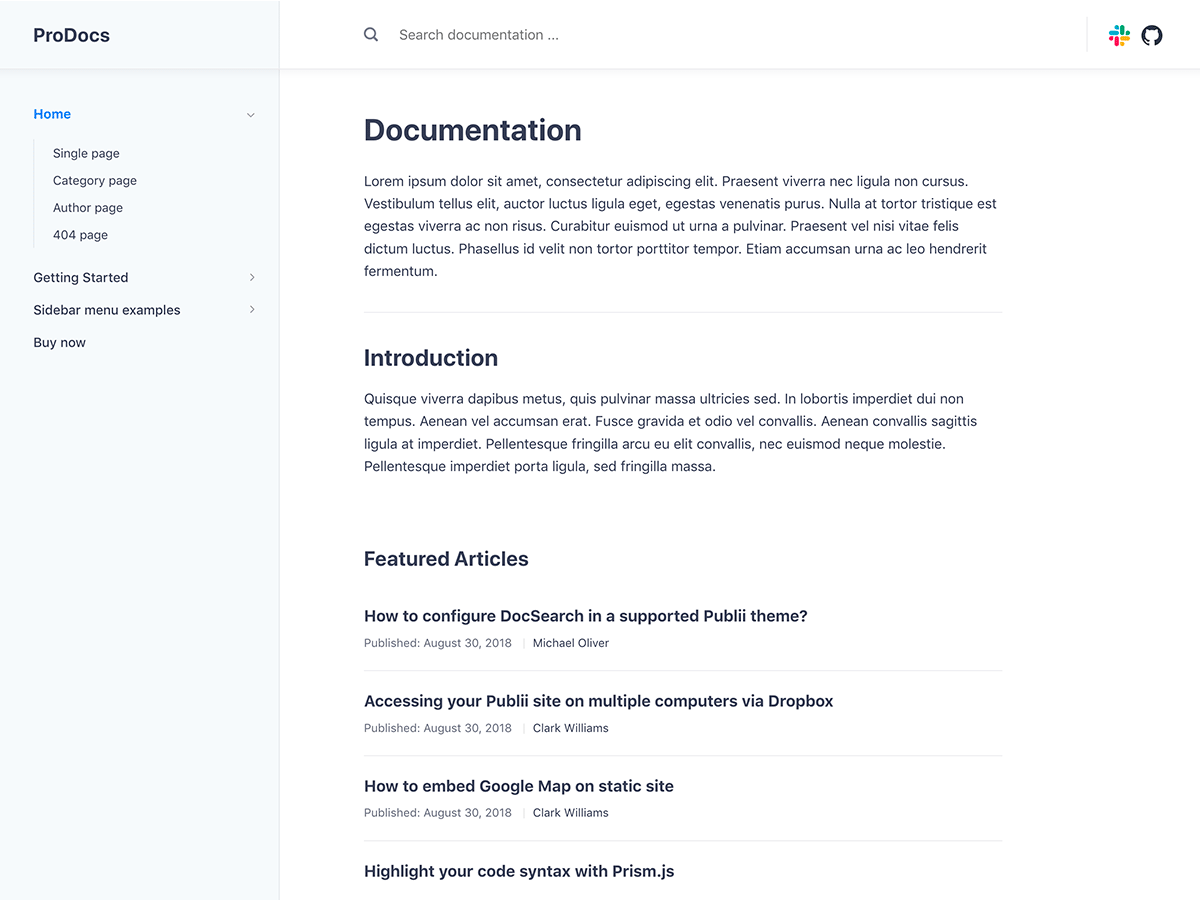 ProDocs
Search documentation ...
Home
Single page
Category page
Author page
404 page
Getting Started
Sidebar menu examples
Buy now
Documentation
Lorem ipsum dolor sit amet, consectetur adipiscing elit. Praesent viverra nec ligula non cursus.
Vestibulum tellus elit, auctor luctus ligula eget, egestas venenatis purus. Nulla at tortor tristique est
egestas viverra ac non risus. Curabitur euismod ut urna a pulvinar. Praesent vel nisi vitae felis
dictum luctus. Phasellus id velit non tortor porttitor tempor. Etiam accumsan urna ac leo hendrerit
fermentum.
Introduction
Quisque viverra dapibus metus, quis pulvinar massa ultricies sed. In lobortis imperdiet dui non
tempus. Aenean vel accumsan erat. Fusce gravida et odio vel convallis. Aenean convallis sagittis
ligula at imperdiet. Pellentesque fringilla arcu eu elit convallis, nec euismod neque molestie.
Pellentesque imperdiet porta ligula, sed fringilla massa.
Featured Articles
How to configure DocSearch in a supported Publii theme?
Published: August 30, 2018 | Michael Oliver
Accessing your Publii site on multiple computers via Dropbox
Published: August 30, 2018 | Clark Williams
How to embed Google Map on static site
Published: August 30, 2018 | Clark Williams
Highlight your code syntax with Prism.js